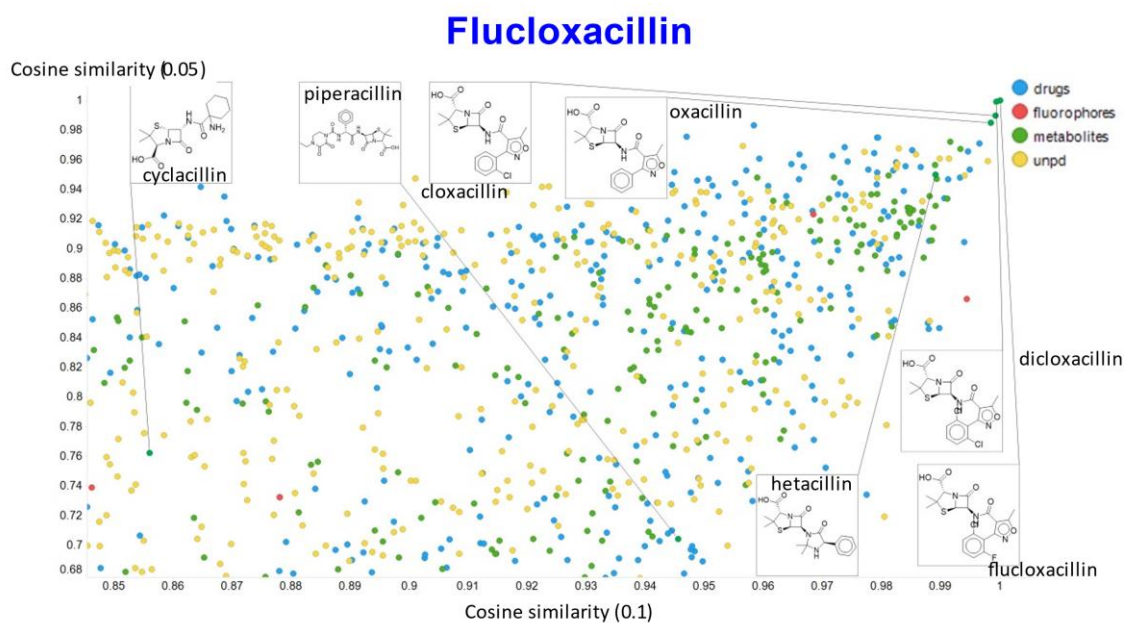 Flucloxacillin
Cosine similarity (0.05)
drugs
fluorophores
metabolites
unpd
1
0.98
0.96
0.94
0.92
0.9
0.88
0.86
0.84
0.82
0.8
0.78
0.76
0.74
0.72
0.7
0.68
cyclacillin
piperacillin
cloxacillin
oxacillin
dicloxacillin
hetacillin
flucloxacillin
0.85 0.86 0.87 0.88 0.89 0.9 0.91 0.92 0.93 0.94 0.95 0.96 0.97 0.98 0.99 1
Cosine similarity (0.1)